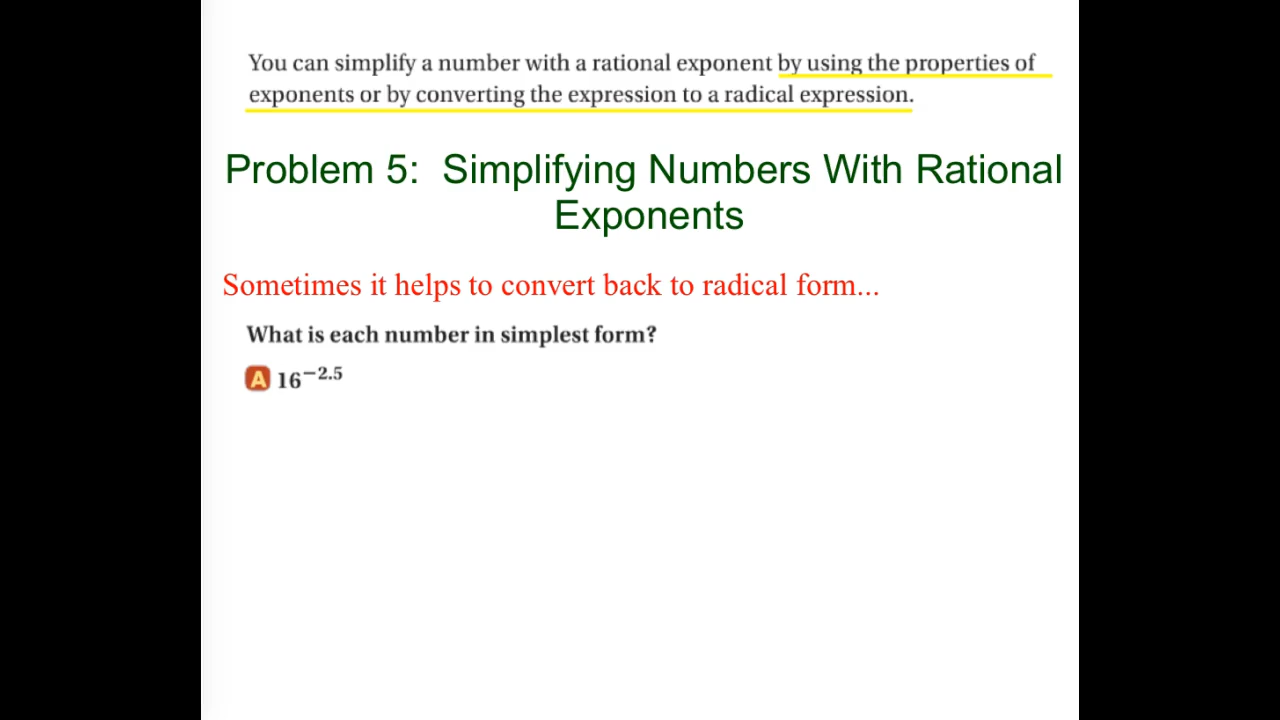 You can simplify a number with a rational exponent by using the properties of
exponents or by converting the expression to a radical expression.
Problem 5: Simplifying Numbers With Rational
Exponents
Sometimes it helps to convert back to radical form...
What is each number in simplest form?
A 16⁻²·⁵